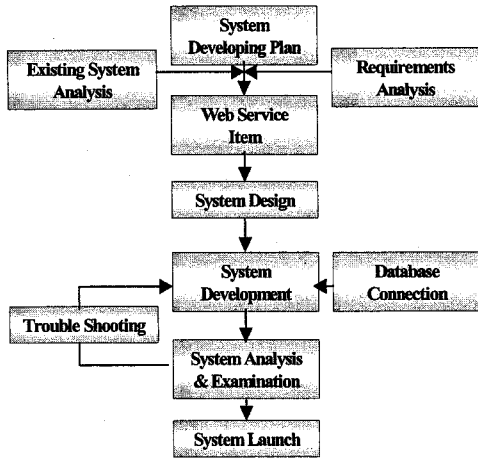 System
Developing Plan
Existing System
Analysis
Requirements
Analysis
Web Service
Item
System Design
System
Development
Database
Connection
Trouble Shooting
System Analysis
& Examination
System Launch